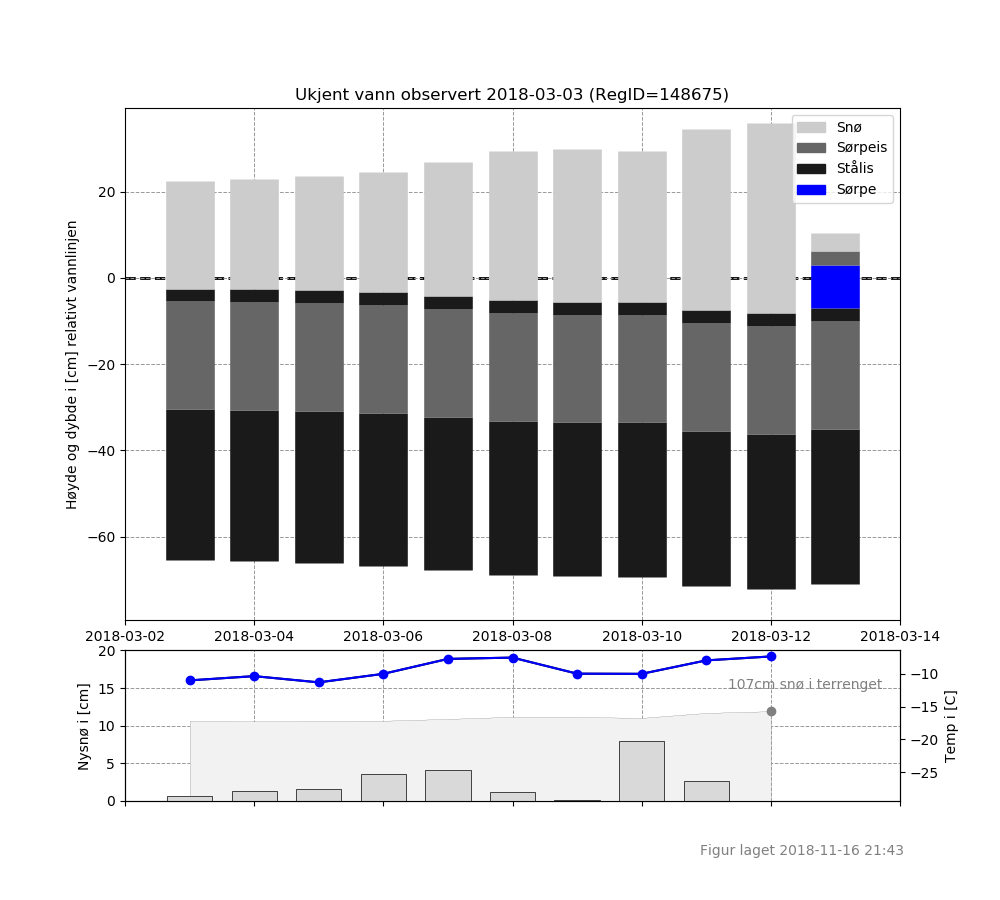 Ukjent vann observert 2018-03-03 (RegID=148675)
Snø
Sørpeis
Stålis
Sørpe
Høyde og dybde i [cm] relativt vannlinjen
20
0
−20
−40
−60
2018-03-02 2018-03-04 2018-03-06 2018-03-08 2018-03-10 2018-03-12 2018-03-14
Nysnø i [cm]
20
15
10
5
0
107cm snø i terrenget
−10
−15
−20
−25
Temp i [C]
Figur laget 2018-11-16 21:43